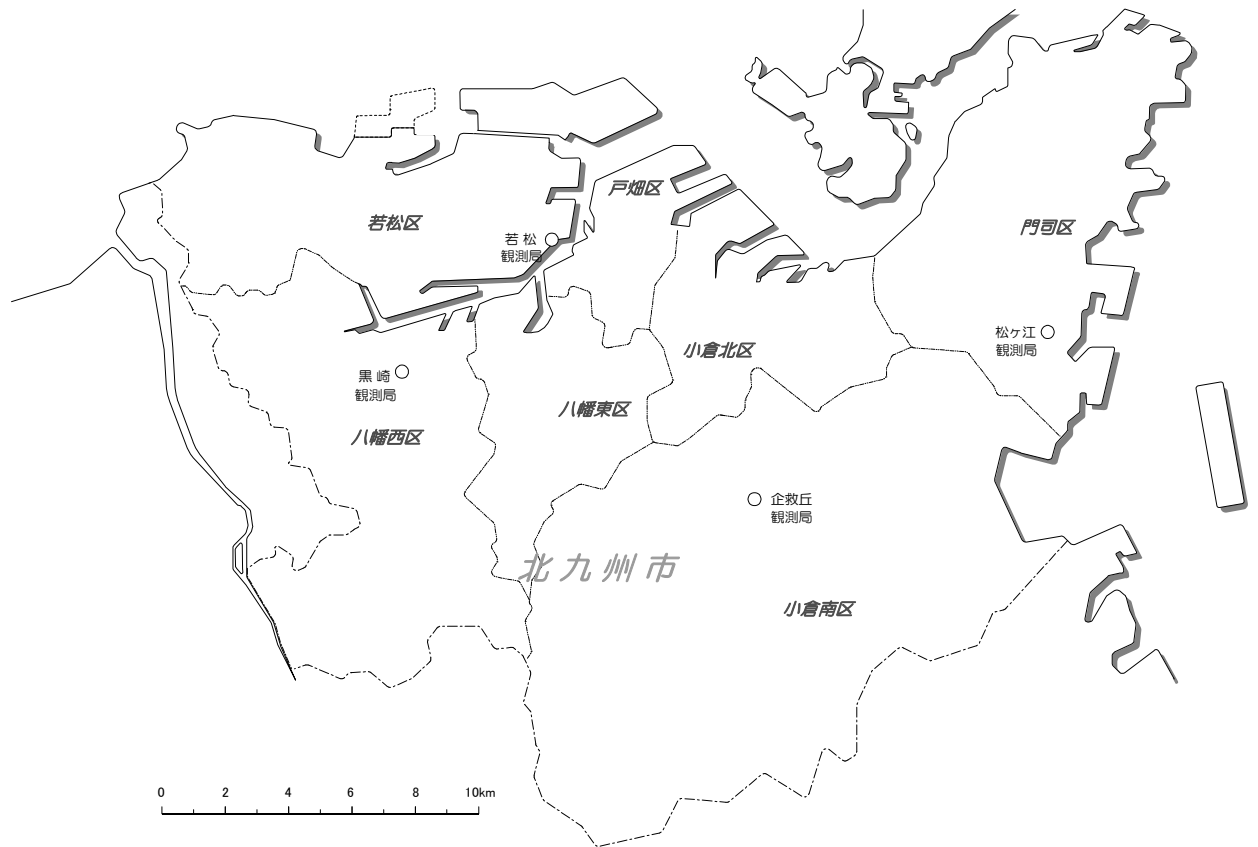 戸畑区
若松区
門司区
若 松
観測局
松ヶ江
観測局
小倉北区
黒 崎
観測局
八幡東区
八幡西区
企救丘
観測局
北九州市
小倉南区
0 2 4 6 8 10km